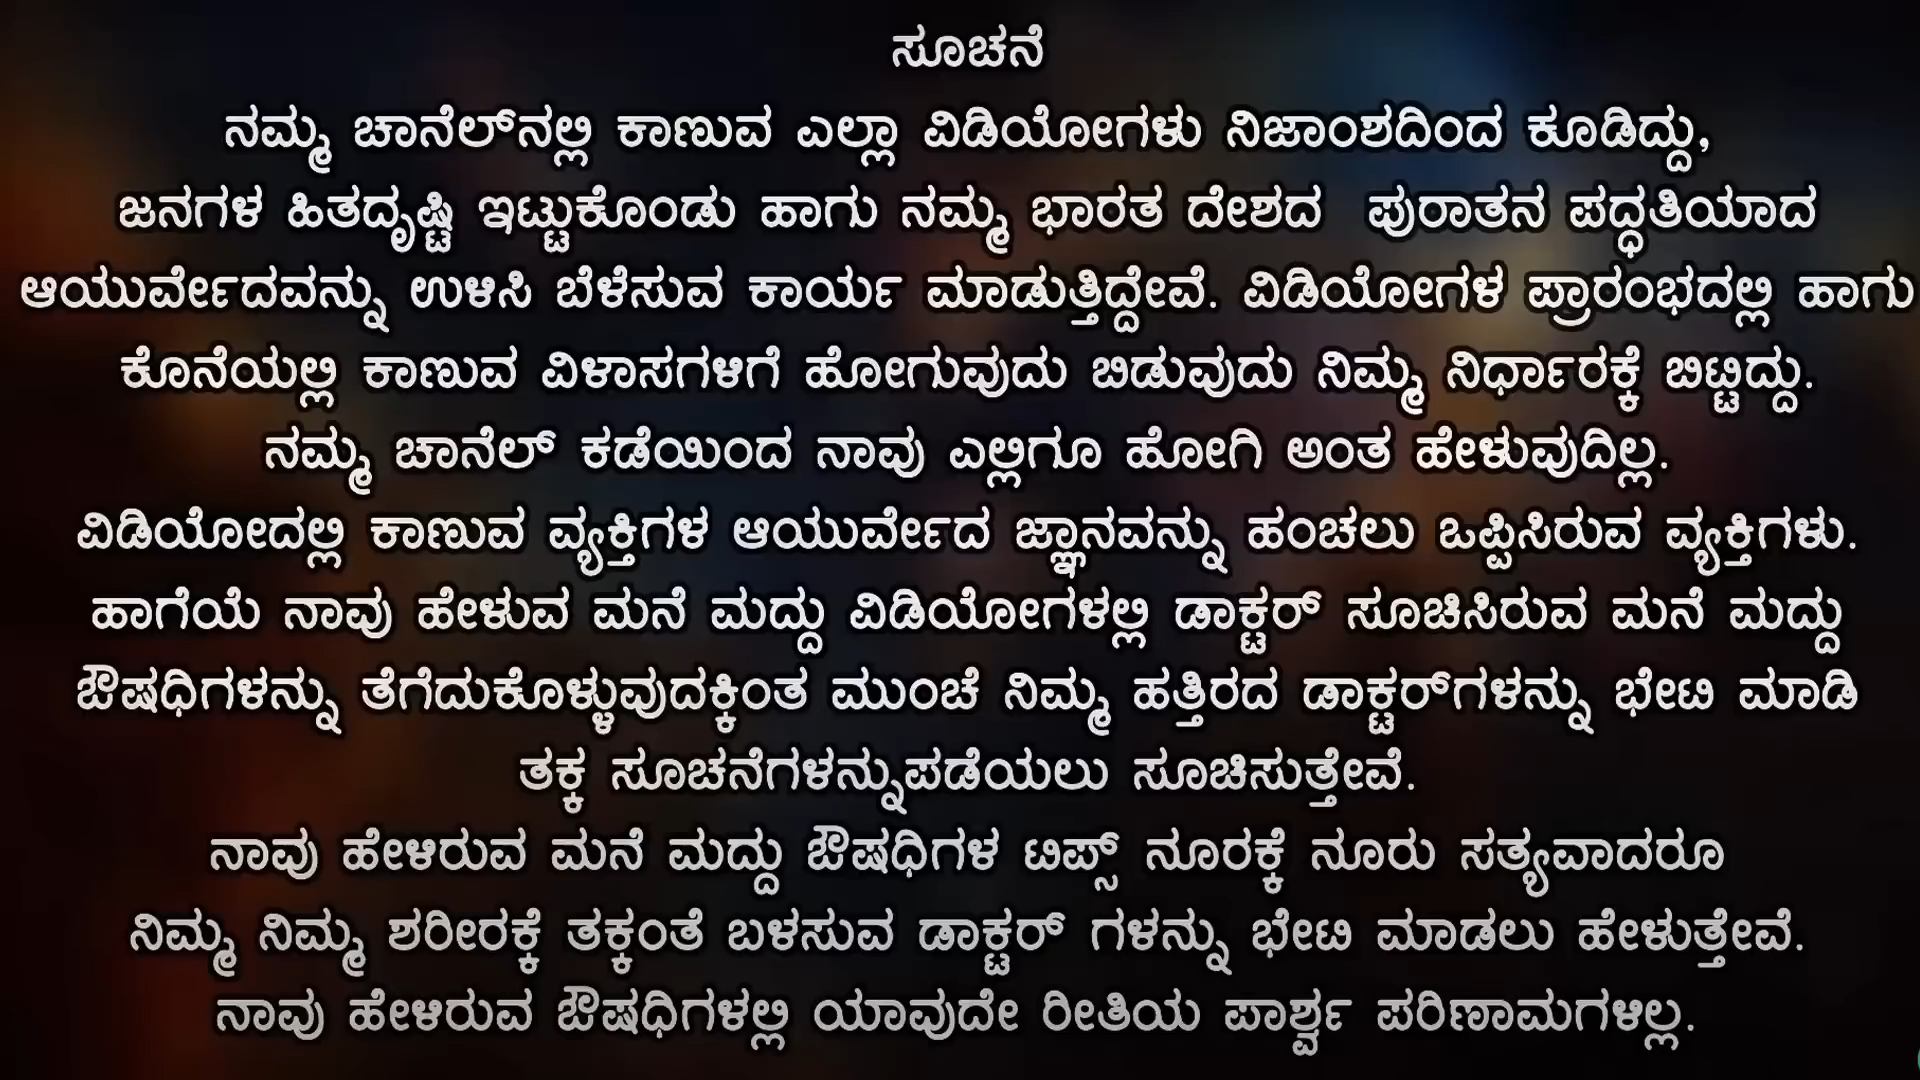 ಸೂಚನೆ
ನಮ್ಮ ಚಾನೆಲ್‌ನಲ್ಲಿ ಕಾಣುವ ಎಲ್ಲಾ ವಿಡಿಯೋಗಳು ನಿಜಾಂಶದಿಂದ ಕೂಡಿದ್ದು,
ಜನಗಳ ಹಿತದೃಷ್ಟಿ ಇಟ್ಟುಕೊಂಡು ಹಾಗು ನಮ್ಮ ಭಾರತ ದೇಶದ ಪುರಾತನ ಪದ್ಧತಿಯಾದ
ಆಯುರ್ವೇದವನ್ನು ಉಳಿಸಿ ಬೆಳೆಸುವ ಕಾರ್ಯ ಮಾಡುತ್ತಿದ್ದೇವೆ. ವಿಡಿಯೋಗಳ ಪ್ರಾರಂಭದಲ್ಲಿ ಹಾಗು
ಕೊನೆಯಲ್ಲಿ ಕಾಣುವ ವಿಳಾಸಗಳಿಗೆ ಹೋಗುವುದು ಬಿಡುವುದು ನಿಮ್ಮ ನಿರ್ಧಾರಕ್ಕೆ ಬಿಟ್ಟಿದ್ದು.
ನಮ್ಮ ಚಾನೆಲ್ ಕಡೆಯಿಂದ ನಾವು ಎಲ್ಲಿಗೂ ಹೋಗಿ ಅಂತ ಹೇಳುವುದಿಲ್ಲ.
ವಿಡಿಯೋದಲ್ಲಿ ಕಾಣುವ ವ್ಯಕ್ತಿಗಳ ಆಯುರ್ವೇದ ಜ್ಞಾನವನ್ನು ಹಂಚಲು ಒಪ್ಪಿಸಿರುವ ವ್ಯಕ್ತಿಗಳು.
ಹಾಗೆಯೆ ನಾವು ಹೇಳುವ ಮನೆ ಮದ್ದು ವಿಡಿಯೋಗಳಲ್ಲಿ ಡಾಕ್ಟರ್ ಸೂಚಿಸಿರುವ ಮನೆ ಮದ್ದು
ಔಷಧಿಗಳನ್ನು ತೆಗೆದುಕೊಳ್ಳುವುದಕ್ಕಿಂತ ಮುಂಚೆ ನಿಮ್ಮ ಹತ್ತಿರದ ಡಾಕ್ಟರ್‌ಗಳನ್ನು ಭೇಟಿ ಮಾಡಿ
ತಕ್ಕ ಸೂಚನೆಗಳನ್ನುಪಡೆಯಲು ಸೂಚಿಸುತ್ತೇವೆ.
ನಾವು ಹೇಳಿರುವ ಮನೆ ಮದ್ದು ಔಷಧಿಗಳ ಟಿಪ್ಸ್ ನೂರಕ್ಕೆ ನೂರು ಸತ್ಯವಾದರೂ
ನಿಮ್ಮ ನಿಮ್ಮ ಶರೀರಕ್ಕೆ ತಕ್ಕಂತೆ ಬಳಸುವ ಡಾಕ್ಟರ್ ಗಳನ್ನು ಭೇಟಿ ಮಾಡಲು ಹೇಳುತ್ತೇವೆ.
ನಾವು ಹೇಳಿರುವ ಔಷಧಿಗಳಲ್ಲಿ ಯಾವುದೇ ರೀತಿಯ ಪಾರ್ಶ್ವ ಪರಿಣಾಮಗಳಿಲ್ಲ.